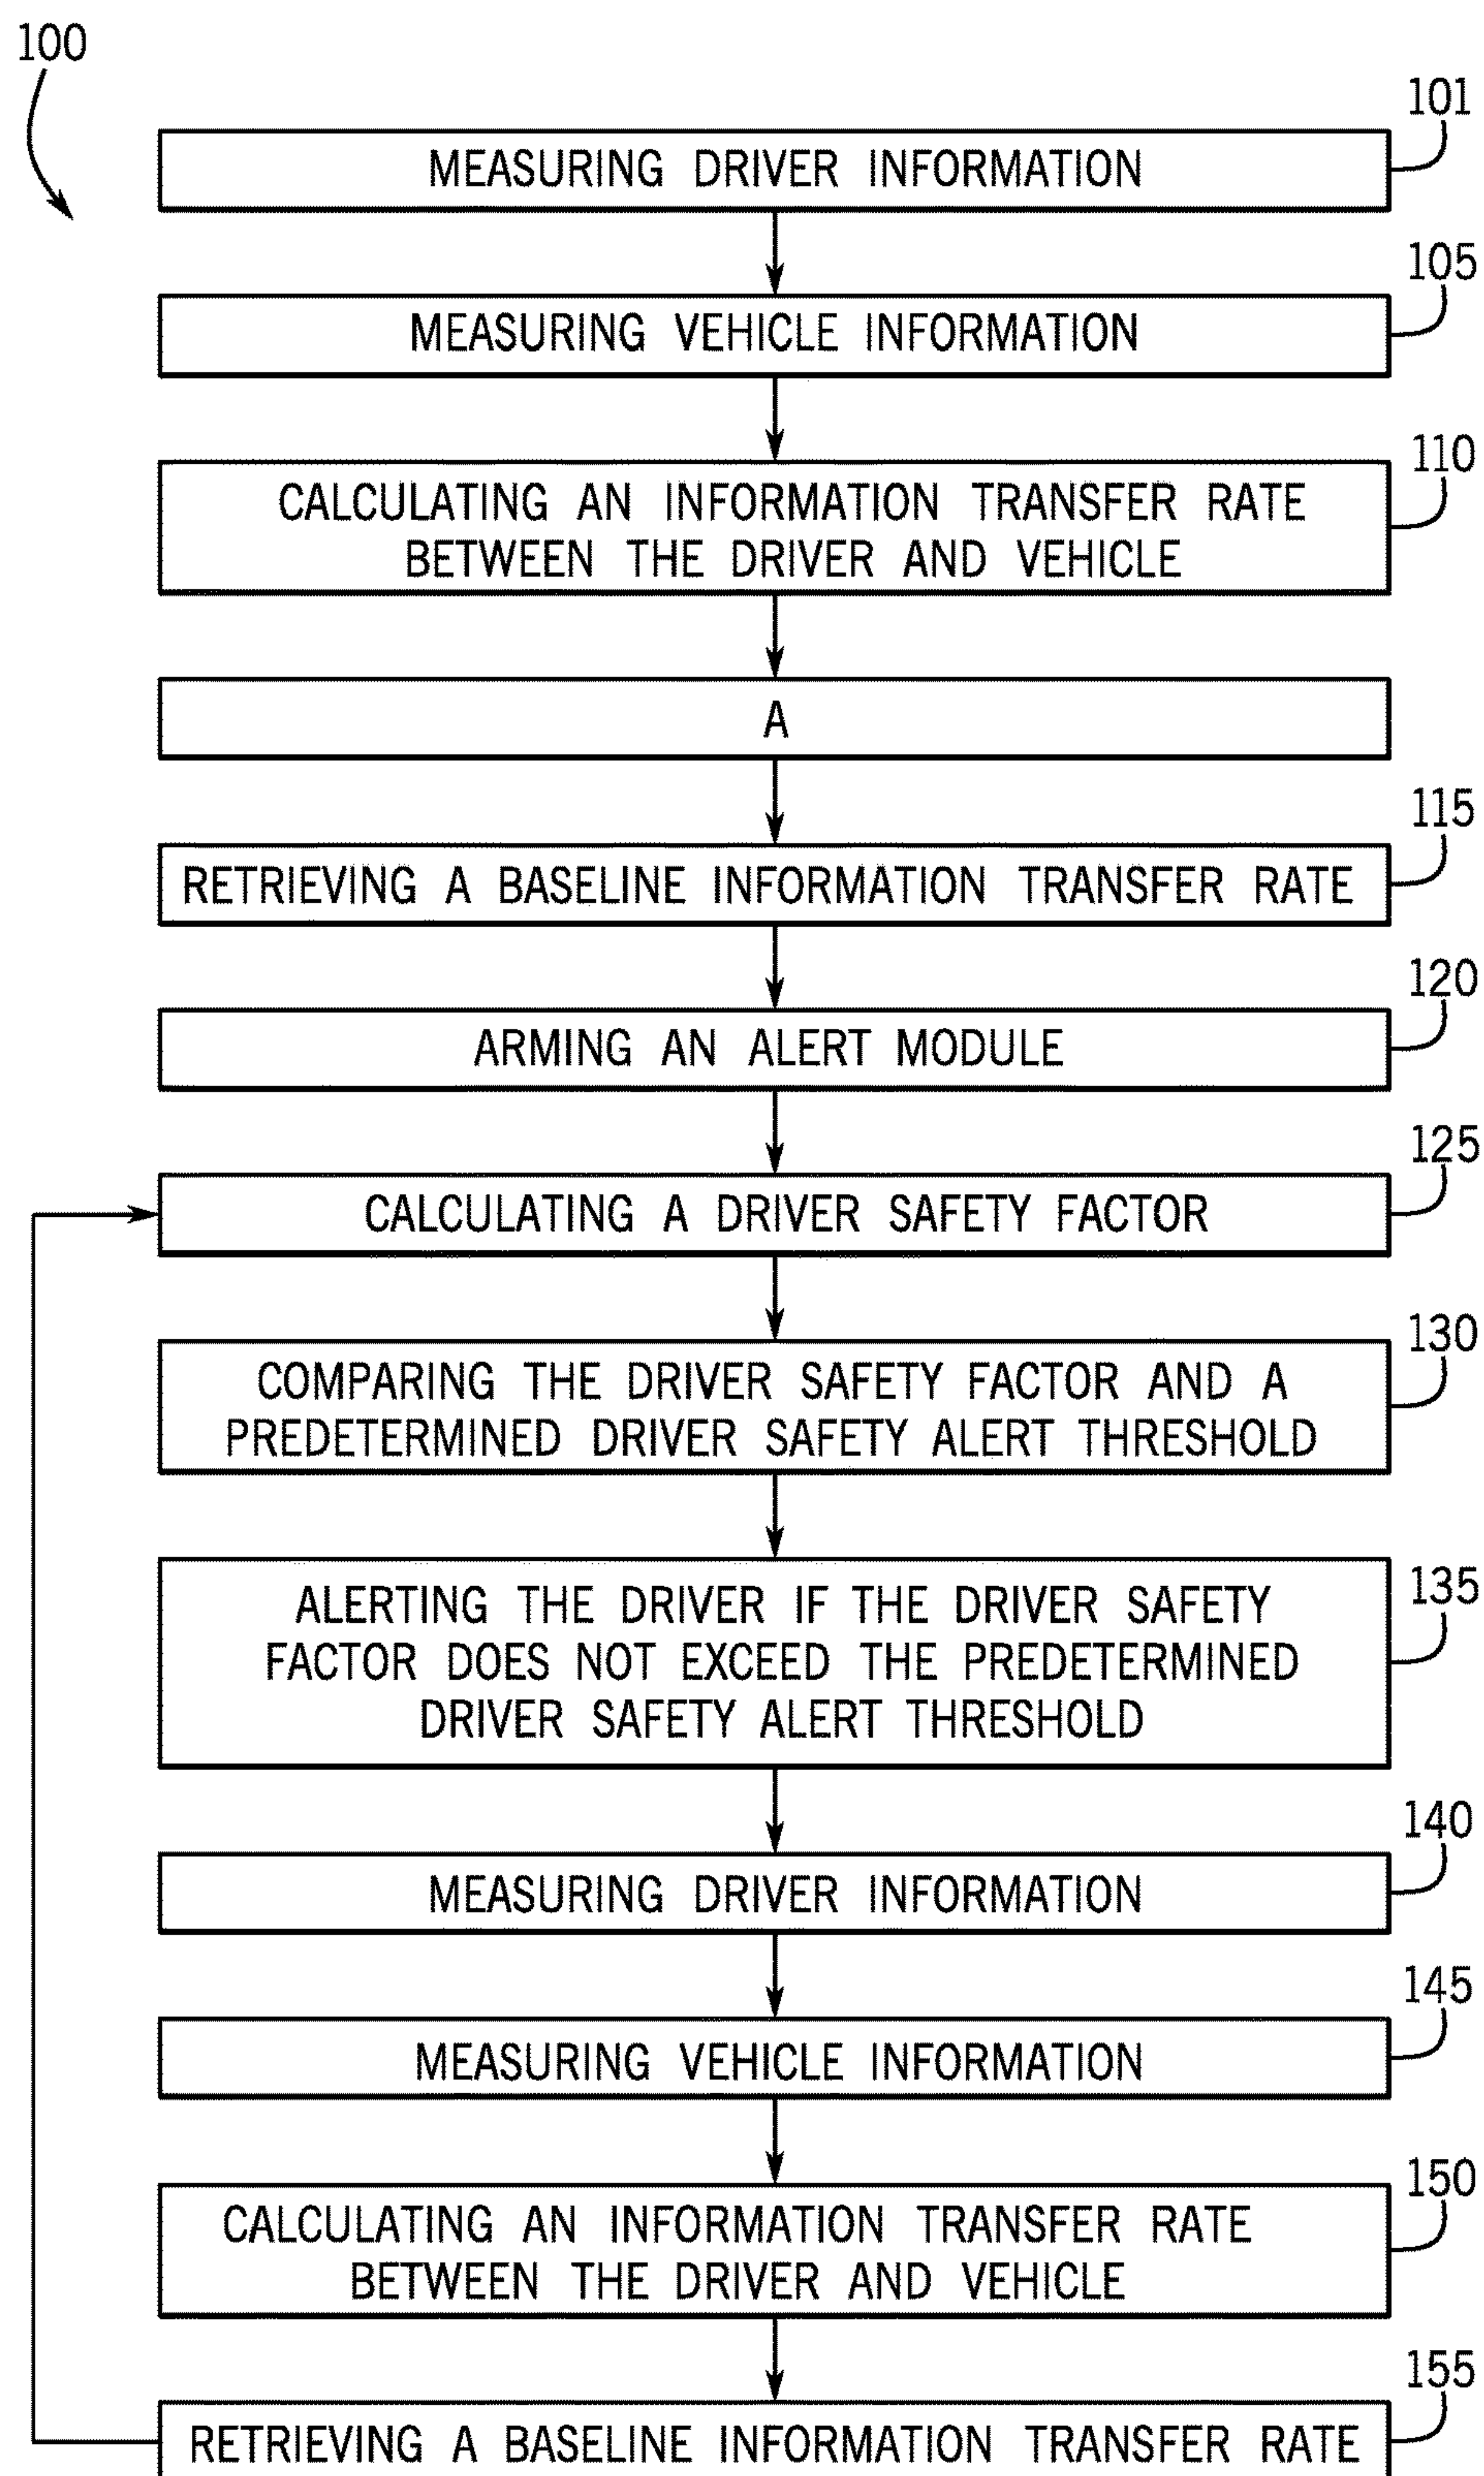 100
101
MEASURING DRIVER INFORMATION
105
MEASURING VEHICLE INFORMATION
110
CALCULATING AN INFORMATION TRANSFER RATE
BETWEEN THE DRIVER AND VEHICLE
A
115
RETRIEVING A BASELINE INFORMATION TRANSFER RATE
120
ARMING AN ALERT MODULE
125
CALCULATING A DRIVER SAFETY FACTOR
130
COMPARING THE DRIVER SAFETY FACTOR AND A
PREDETERMINED DRIVER SAFETY ALERT THRESHOLD
135
ALERTING THE DRIVER IF THE DRIVER SAFETY
FACTOR DOES NOT EXCEED THE PREDETERMINED
DRIVER SAFETY ALERT THRESHOLD
140
MEASURING DRIVER INFORMATION
145
MEASURING VEHICLE INFORMATION
150
CALCULATING AN INFORMATION TRANSFER RATE
BETWEEN THE DRIVER AND VEHICLE
155
RETRIEVING A BASELINE INFORMATION TRANSFER RATE